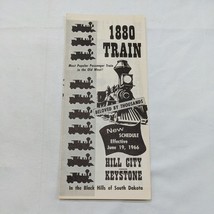 1880
TRAIN
Most Popular Passenger Train
in the Old West!
BELOVED BY THOUSANDS
New
SCHEDULE
Effective
June 19, 1966
HILL CITY
KEYSTONE
In the Black Hills of South Dakota